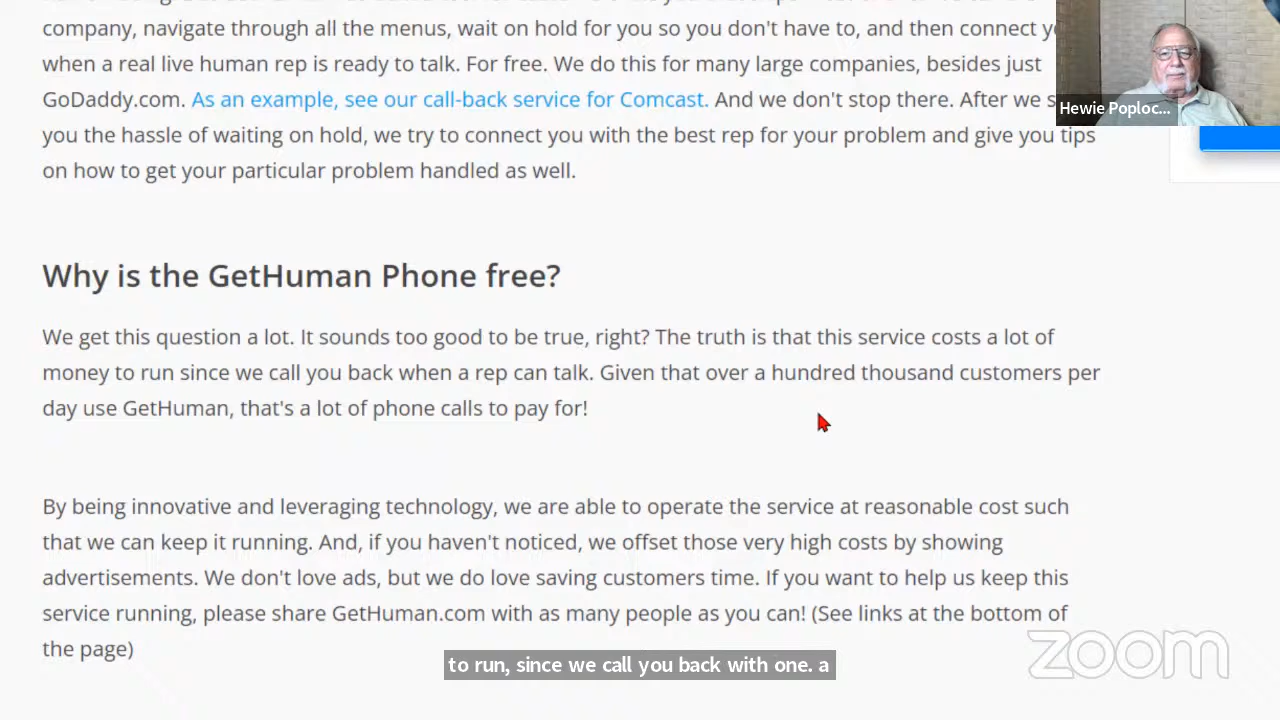 company, navigate through all the menus, wait on hold for you so you don't have to, and then connect
when a real live human rep is ready to talk. For free. We do this for many large companies, besides just
GoDaddy.com. As an example, see our call-back service for Comcast. And we don't stop there. After we
you the hassle of waiting on hold, we try to connect you with the best rep for your problem and give you tips
on how to get your particular problem handled as well.
Hewie Poploc...
Why is the GetHuman Phone free?
We get this question a lot. It sounds too good to be true, right? The truth is that this service costs a lot of
money to run since we call you back when a rep can talk. Given that over a hundred thousand customers per
day use GetHuman, that's a lot of phone calls to pay for!
By being innovative and leveraging technology, we are able to operate the service at reasonable cost such
that we can keep it running. And, if you haven't noticed, we offset those very high costs by showing
advertisements. We don't love ads, but we do love saving customers time. If you want to help us keep this
service running, please share GetHuman.com with as many people as you can! (See links at the bottom of
the page)
to run, since we call you back with one. a
zoom